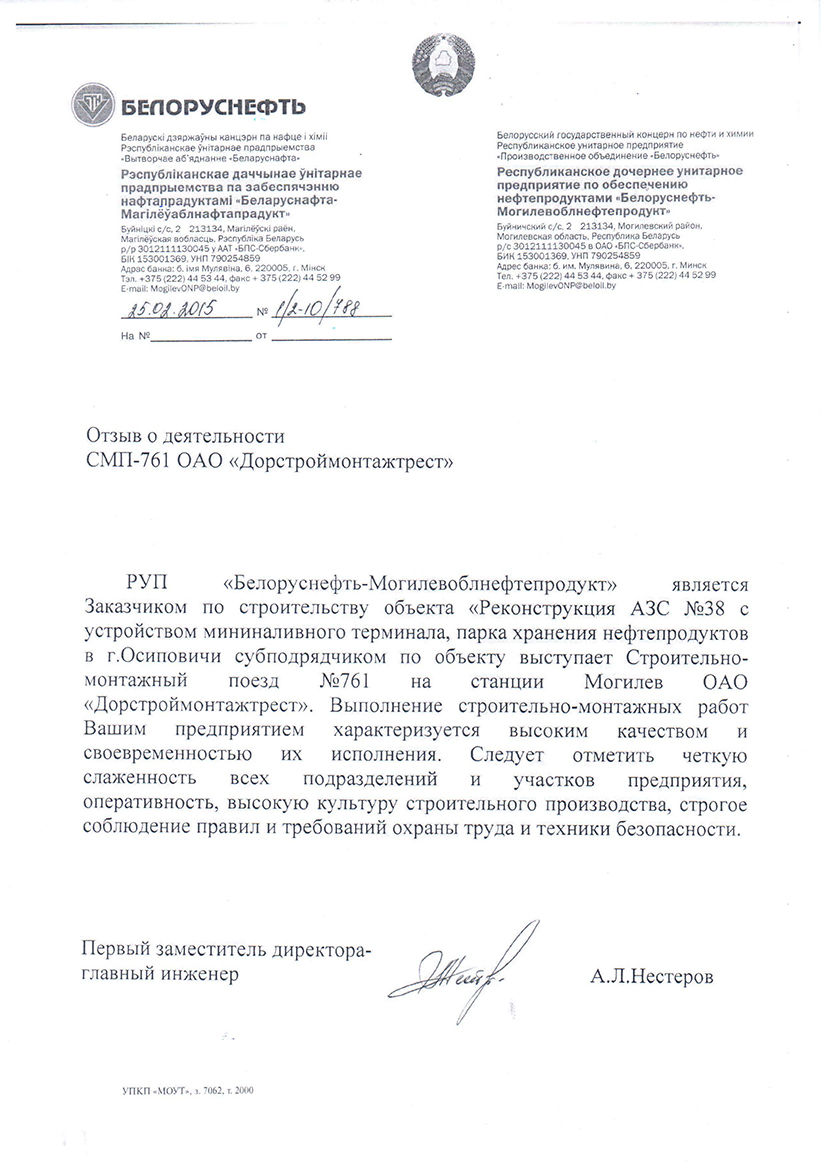 БЕЛОРУСНЕФТЬ
Беларускі дзяржаўны канцэрн па нафце і хіміі
Рэспубліканскае ўнітарнае прадпрыемства
«Вытворчае аб'яднанне «Беларуснафта»
Рэспубліканскае даччынае ўнітарнае
прадпрыемства па забеспячэнню
нафтапрадуктамі «Беларуснафта-
Магілёўаблнафтапрадукт»
Буйніцкі с/с, 2 213134, Магілёўскі раён,
Магілёўская вобласць, Рэспубліка Беларусь
р/р 3012111130045 у ААТ «БПС-Сбербанк»,
БІК 153001369, УНП 790254859
Адрас банка: б. імя Мулявіна, 6, 220005, г. Мінск
Тэл. +375 (222) 44 53 44, факс + 375 (222) 44 52 99
E-mail: MogilevONP@beloil.by
25.02.2015 № 1/2-10/788
На № от
Белорусский государственный концерн по нефти и химии
Республиканское унитарное предприятие
«Производственное объединение «Белоруснефть»
Республиканское дочернее унитарное
предприятие по обеспечению
нефтепродуктами «Белоруснефть-
Могилевоблнефтепродукт»
Буйничский с/с, 2 213134, Могилевский район,
Могилевская область, Республика Беларусь
р/с 3012111130045 в ОАО «БПС-Сбербанк»,
БИК 153001369, УНП 790254859
Адрес банка: б. им. Мулявина, 6, 220005, г. Минск
Тел. +375 (222) 44 53 44, факс +375 (222) 44 52 99
E-mail: MogilevONP@beloil.by
Отзыв о деятельности
СМП-761 ОАО «Дорстроймонтажтрест»
РУП «Белоруснефть-Могилевоблнефтепродукт» является
Заказчиком по строительству объекта «Реконструкция АЗС №38 с
устройством мининаливного терминала, парка хранения нефтепродуктов
в г.Осиповичи субподрядчиком по объекту выступает Строительно-
монтажный поезд №761 на станции Могилев ОАО
«Дорстроймонтажтрест». Выполнение строительно-монтажных работ
Вашим предприятием характеризуется высоким качеством и
своевременностью их исполнения. Следует отметить четкую
слаженность всех подразделений и участков предприятия,
оперативность, высокую культуру строительного производства, строгое
соблюдение правил и требований охраны труда и техники безопасности.
Первый заместитель директора-
главный инженер А.Л.Нестеров
УПКП «МОУТ», з. 7062, т. 2000